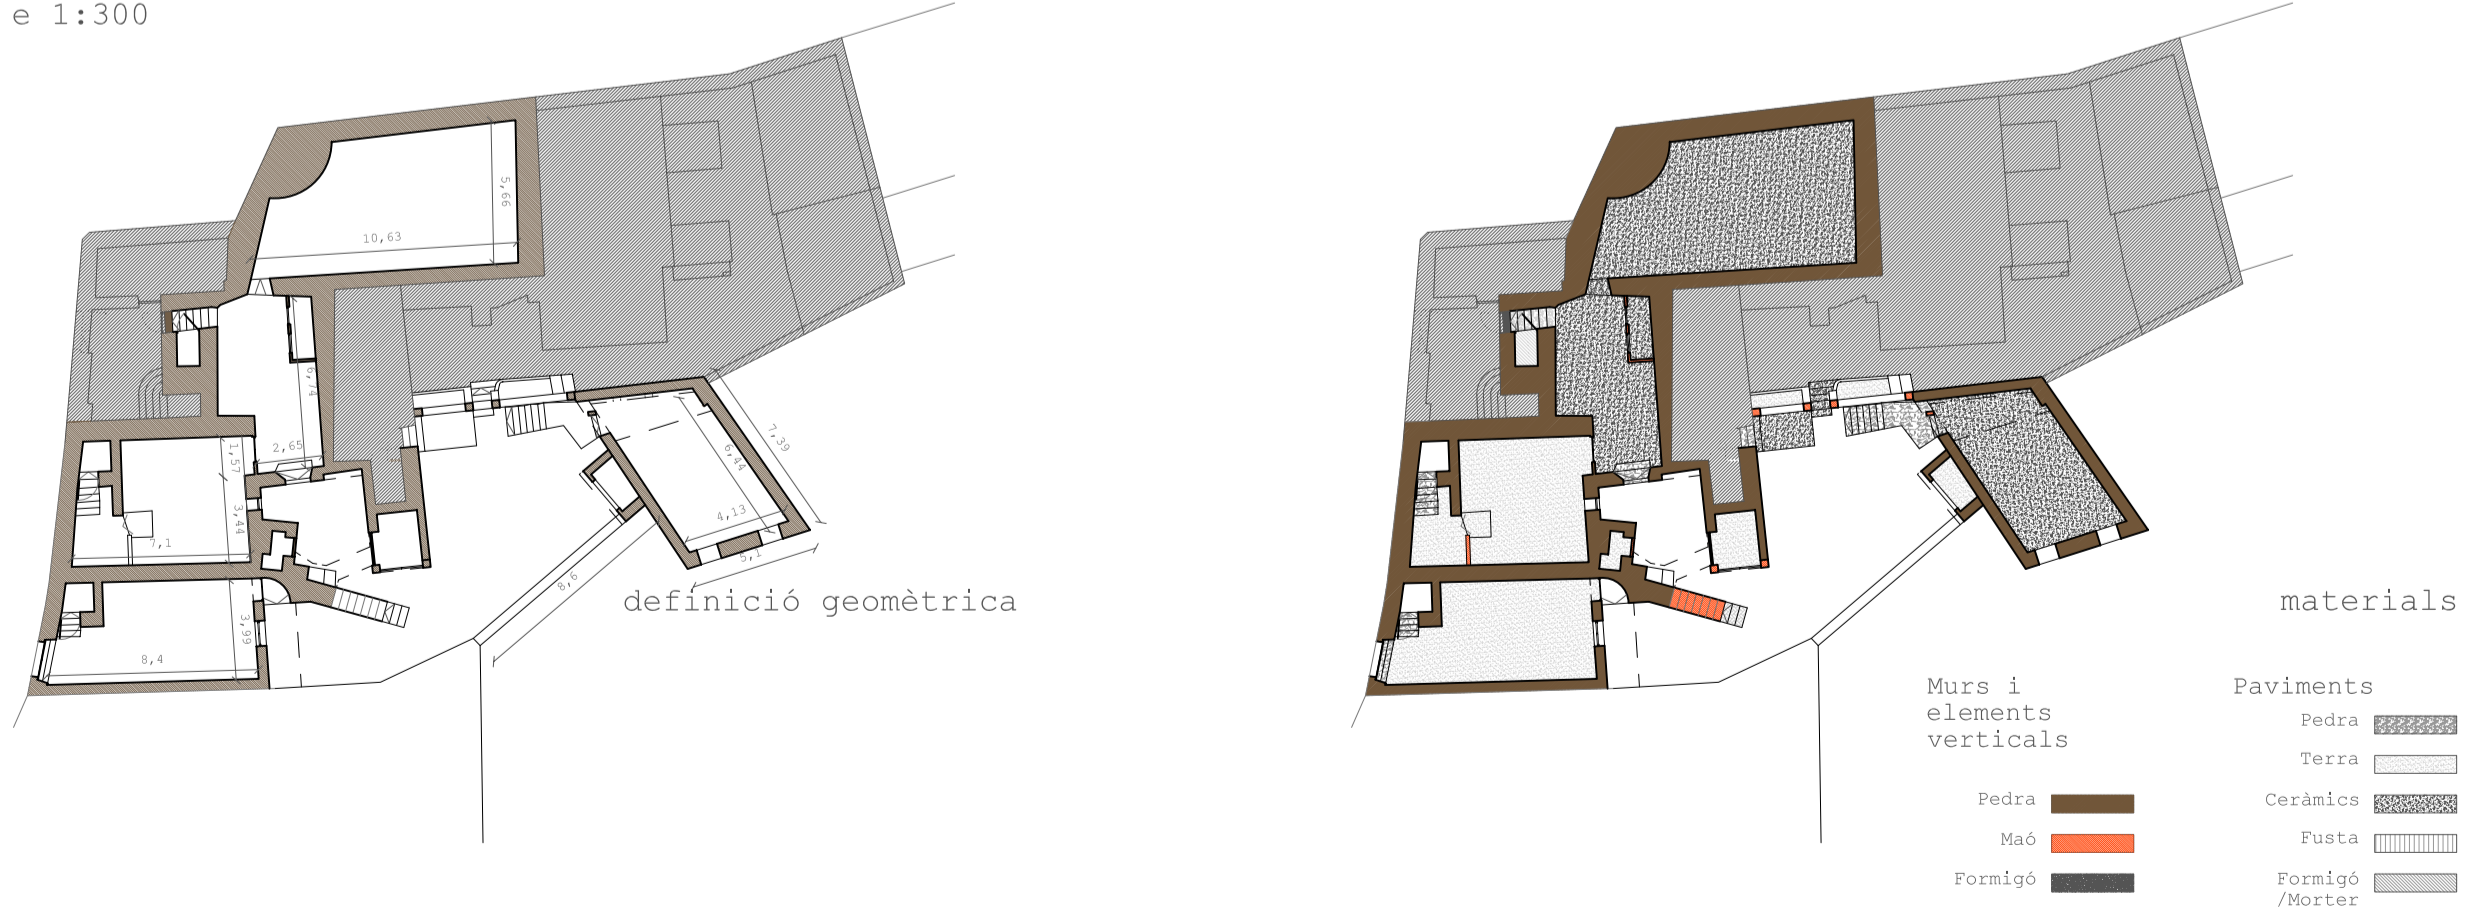 e 1:300
5,66
10,63
6,74
2,65
1,57
3,44
7,1
3,99
8,4
7,39
6,44
4,13
5,1
8,6
definició geomètrica
materials
Murs i
elements
verticals
Pedra
Maó
Formigó
Paviments
Pedra
Terra
Ceràmics
Fusta
Formigó
/Morter